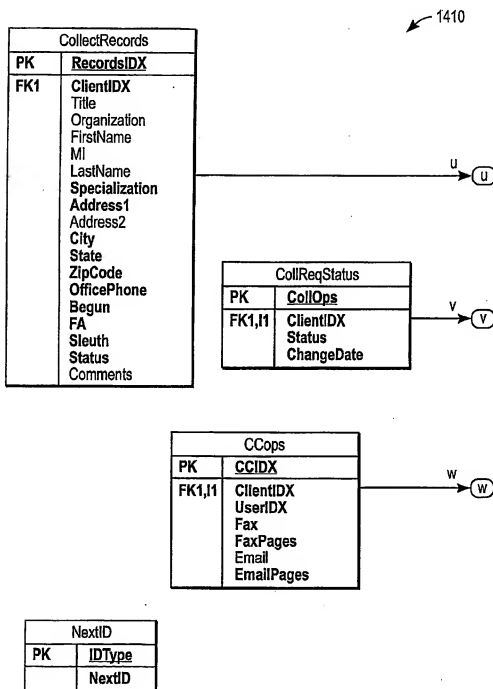 1410
CollectRecords
PK RecordsIDX
FK1 ClientIDX
Title
Organization
FirstName
MI
LastName
Specialization
Address1
Address2
City
State
ZipCode
OfficePhone
Begun
FA
Sleuth
Status
Comments
u u
CollReqStatus
PK CollOps
FK1,I1 ClientIDX
Status
ChangeDate
v v
CCops
PK CCIDX
FK1,I1 ClientIDX
UserIDX
Fax
FaxPages
Email
EmailPages
w w
NextID
PK IDType
NextID